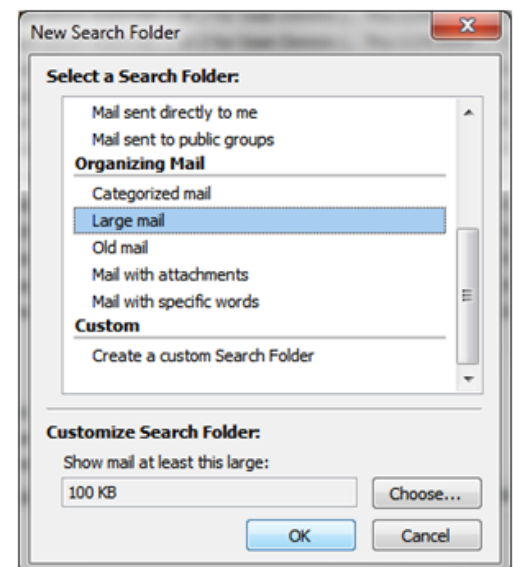 New Search Folder
Select a Search Folder:
Mail sent directly to me
Mail sent to public groups
Organizing Mail
Categorized mail
Large mail
Old mail
Mail with attachments
Mail with specific words
Custom
Create a custom Search Folder
Customize Search Folder:
Show mail at least this large:
100 KB
Choose...
OK
Cancel